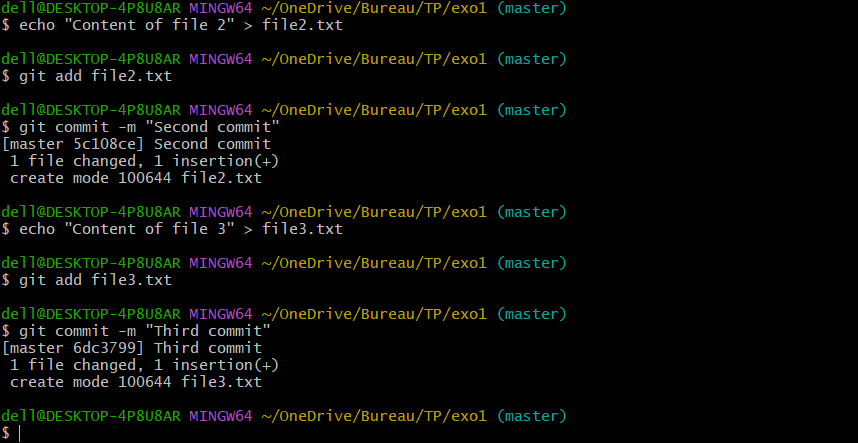 dell@DESKTOP-4P8U8AR MINGW64 ~/OneDrive/Bureau/TP/exo1 (master)
$ echo "Content of file 2" > file2.txt
dell@DESKTOP-4P8U8AR MINGW64 ~/OneDrive/Bureau/TP/exo1 (master)
$ git add file2.txt
dell@DESKTOP-4P8U8AR MINGW64 ~/OneDrive/Bureau/TP/exo1 (master)
$ git commit -m "Second commit"
[master 5c108ce] Second commit
 1 file changed, 1 insertion(+)
 create mode 100644 file2.txt
dell@DESKTOP-4P8U8AR MINGW64 ~/OneDrive/Bureau/TP/exo1 (master)
$ echo "Content of file 3" > file3.txt
dell@DESKTOP-4P8U8AR MINGW64 ~/OneDrive/Bureau/TP/exo1 (master)
$ git add file3.txt
dell@DESKTOP-4P8U8AR MINGW64 ~/OneDrive/Bureau/TP/exo1 (master)
$ git commit -m "Third commit"
[master 6dc3799] Third commit
 1 file changed, 1 insertion(+)
 create mode 100644 file3.txt
dell@DESKTOP-4P8U8AR MINGW64 ~/OneDrive/Bureau/TP/exo1 (master)
$